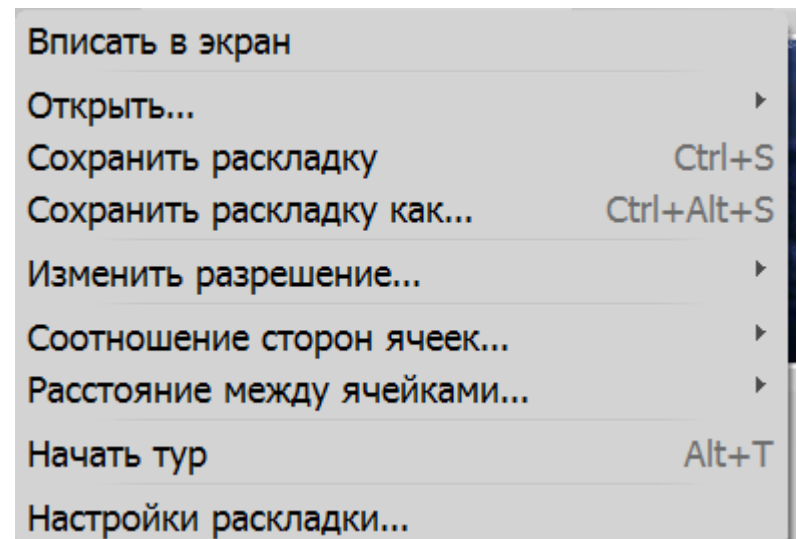 Вписать в экран
Открыть...
Сохранить раскладку Ctrl+S
Сохранить раскладку как... Ctrl+Alt+S
Изменить разрешение...
Соотношение сторон ячеек...
Расстояние между ячейками...
Начать тур Alt+T
Настройки раскладки...